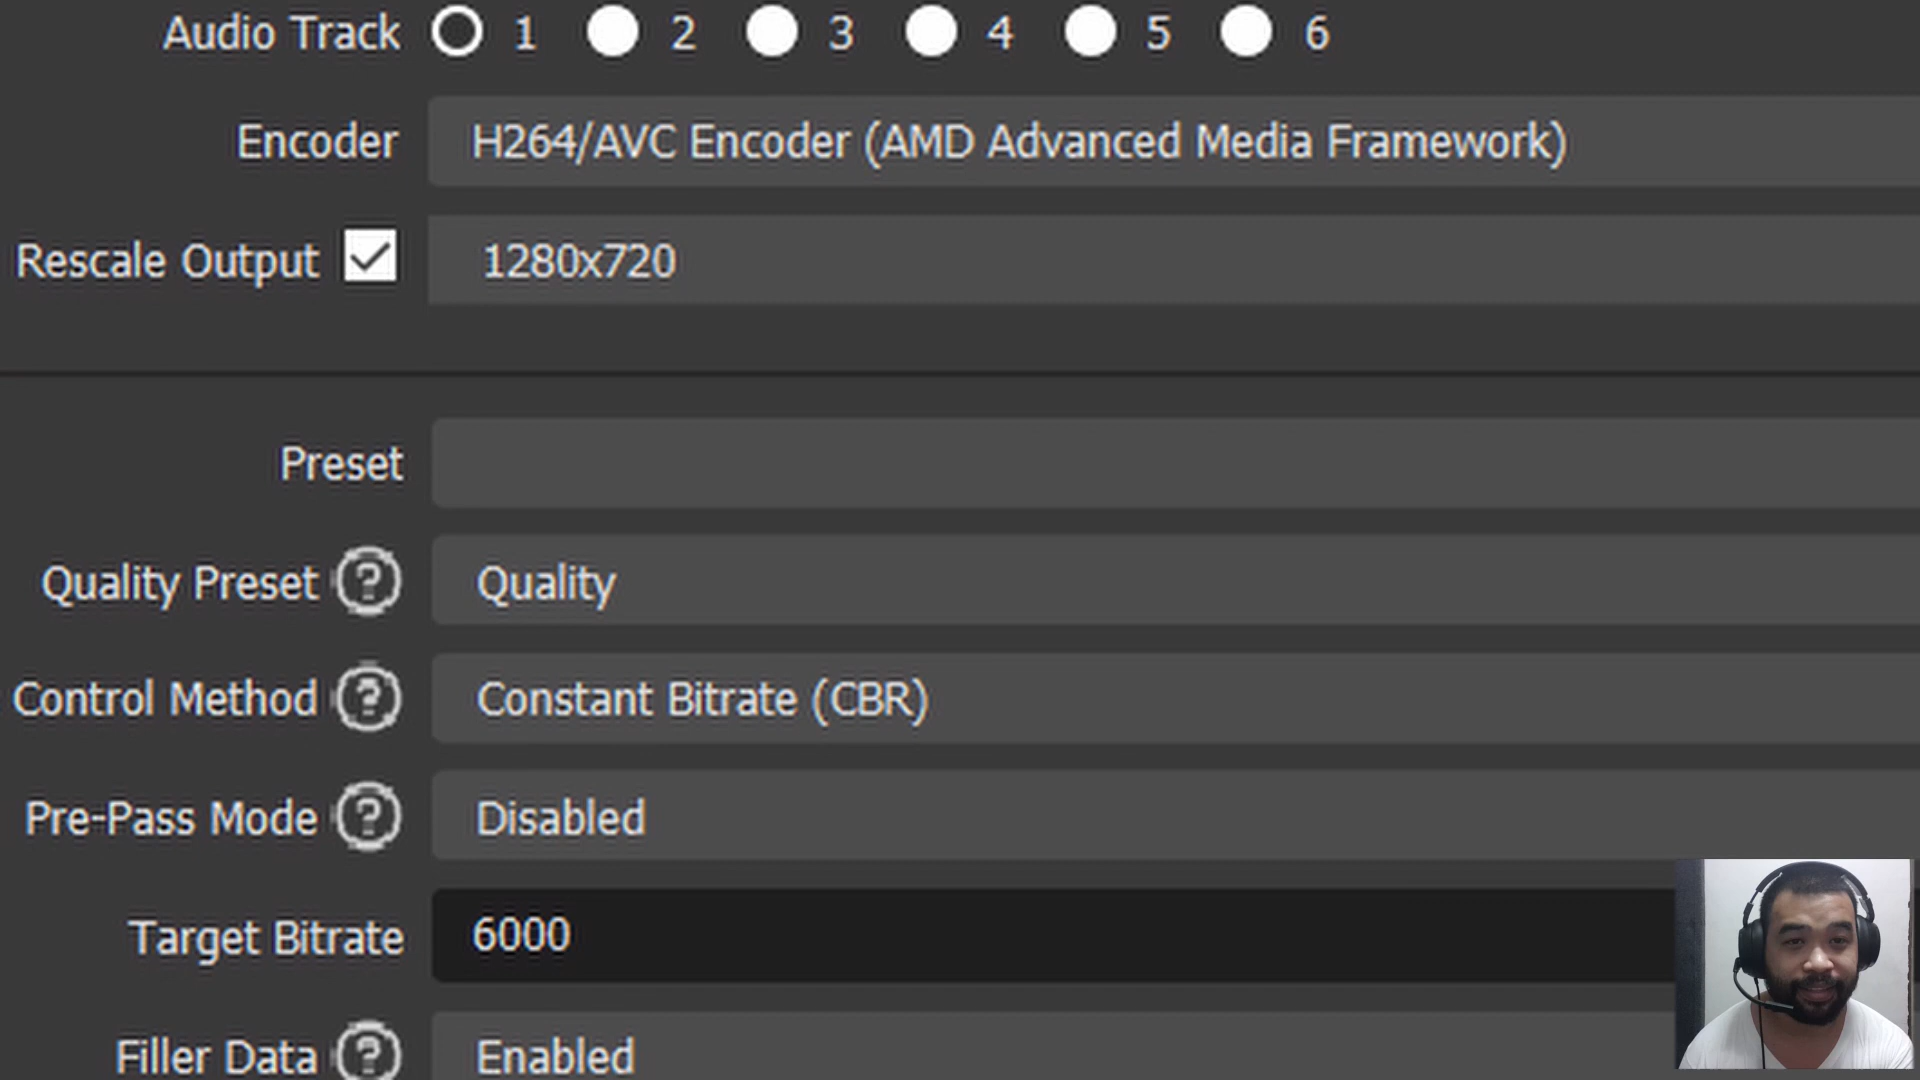 Audio Track 1 2 3 4 5 6
Encoder H264/AVC Encoder (AMD Advanced Media Framework)
Rescale Output 1280x720
Preset
Quality Preset ? Quality
Control Method ? Constant Bitrate (CBR)
Pre-Pass Mode ? Disabled
Target Bitrate 6000
Filler Data ? Enabled